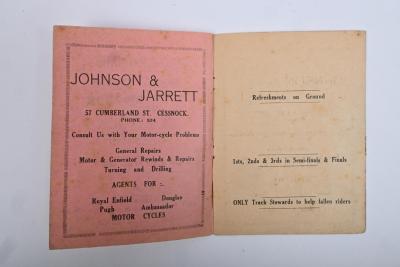 JOHNSON &
JARRETT
57 CUMBERLAND ST. CESSNOCK.
PHONE: 524
Consult Us with Your Motor-cycle Problems
General Repairs
Motor & Generator Rewinds & Repairs
Turning and Drilling
AGENTS FOR :-
Royal Enfield Douglas
Pugh Ambassador
MOTOR CYCLES
Refreshments on Ground
1sts, 2nds & 3rds in Semi-finals & Finals
ONLY Track Stewards to help fallen riders